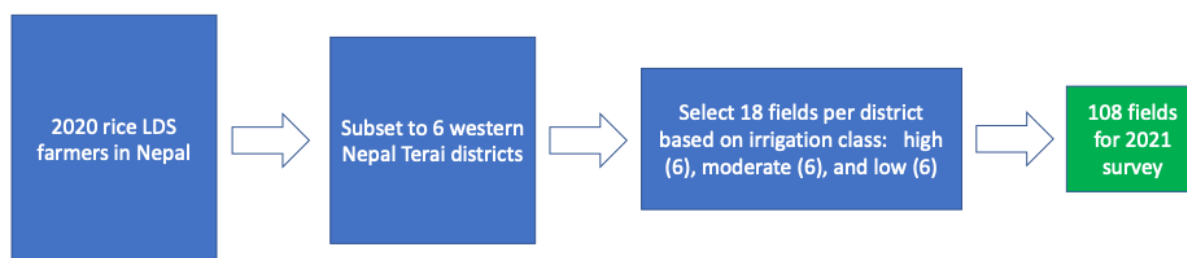 2020 rice LDS
farmers in Nepal
Subset to 6 western
Nepal Terai districts
Select 18 fields per district
based on irrigation class: high
(6), moderate (6), and low (6)
108 fields
for 2021
survey